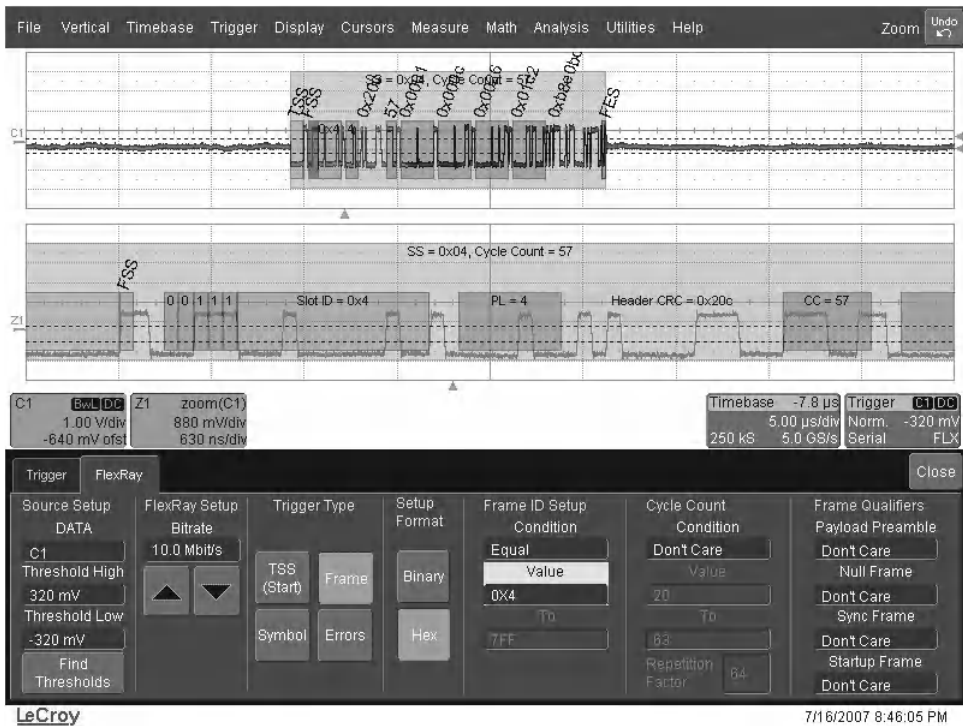 File Vertical Timebase Trigger Display Cursors Measure Math Analysis Utilities Help Zoom Undo
SS = 0x04, Cycle Count = 57
TSS FSS 0x20c 57 FES
C1
SS = 0x04, Cycle Count = 57
FSS
0 0 1 1 1 Slot ID = 0x4 PL = 4 Header CRC = 0x20c CC = 57
Z1
C1 BwL DC
1.00 V/div
-640 mV ofst
Z1 zoom(C1)
880 mV/div
630 ns/div
Timebase -7.8 µs
5.00 µs/div
250 kS 5.0 GS/s
Trigger C1 DC
Norm. -320 mV
Serial FLX
Trigger FlexRay Close
Source Setup
DATA
C1
Threshold High
320 mV
Threshold Low
-320 mV
Find
Thresholds
FlexRay Setup
Bitrate
10.0 Mbit/s
Trigger Type
TSS
(Start)
Frame
Symbol
Errors
Setup
Format
Binary
Hex
Frame ID Setup
Condition
Equal
Value
0X4
To
7FF
Cycle Count
Condition
Don't Care
Value
20
To
63
Repetition
Factor
64
Frame Qualifiers
Payload Preamble
Don't Care
Null Frame
Don't Care
Sync Frame
Don't Care
Startup Frame
Don't Care
LeCroy
7/16/2007 8:46:05 PM